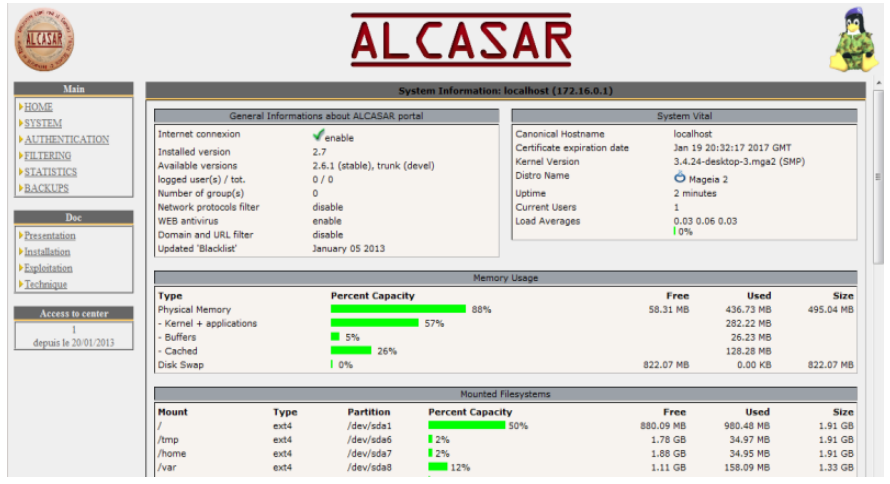 ALCASAR
ALCASAR
Main
HOME
SYSTEM
AUTHENTICATION
FILTERING
STATISTICS
BACKUPS
Doc
Presentation
Installation
Exploitation
Technique
Access to center
1
depuis le 20/01/2013
System Information: localhost (172.16.0.1)
General Informations about ALCASAR portal
Internet connexion enable
Installed version 2.7
Available versions 2.6.1 (stable), trunk (devel)
logged user(s) / tot. 0 / 0
Number of group(s) 0
Network protocols filter disable
WEB antivirus enable
Domain and URL filter disable
Updated 'Blacklist' January 05 2013
System Vital
Canonical Hostname localhost
Certificate expiration date Jan 19 20:32:17 2017 GMT
Kernel Version 3.4.24-desktop-3.mga2 (SMP)
Distro Name Mageia 2
Uptime 2 minutes
Current Users 1
Load Averages 0.03 0.06 0.03
0%
Memory Usage
Type Percent Capacity Free Used Size
Physical Memory 88% 58.31 MB 436.73 MB 495.04 MB
- Kernel + applications 57% 282.22 MB
- Buffers 5% 26.23 MB
- Cached 26% 128.28 MB
Disk Swap 0% 822.07 MB 0.00 KB 822.07 MB
Mounted Filesystems
Mount Type Partition Percent Capacity Free Used Size
/ ext4 /dev/sda1 50% 880.09 MB 980.48 MB 1.91 GB
/tmp ext4 /dev/sda6 2% 1.78 GB 34.97 MB 1.91 GB
/home ext4 /dev/sda7 2% 1.88 GB 34.95 MB 1.91 GB
/var ext4 /dev/sda8 12% 1.11 GB 158.09 MB 1.33 GB